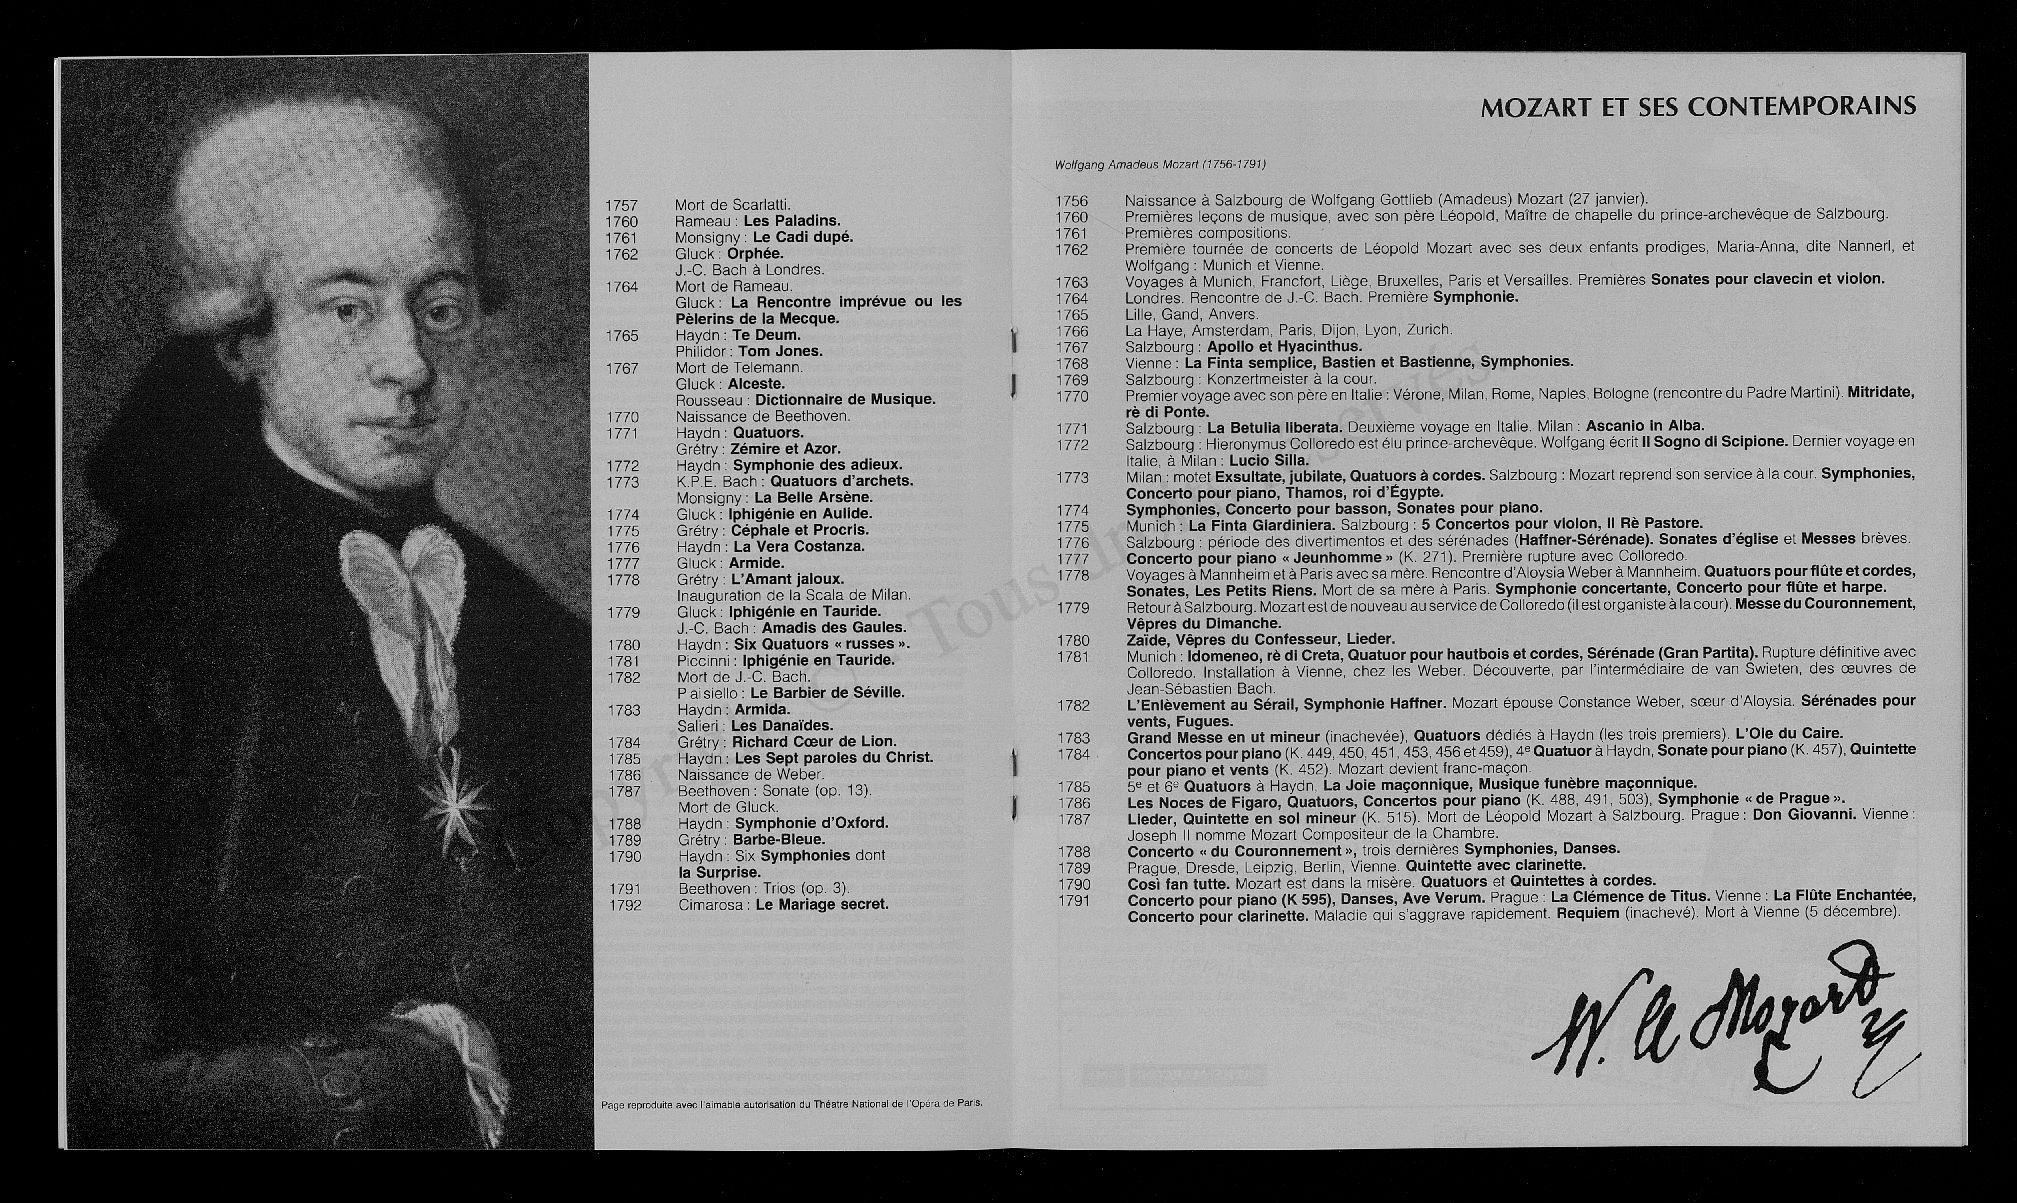 1757 Mort de Scarlatti.
1760 Rameau : Les Paladins.
1761 Monsigny : Le Cadi dupé.
1762 Gluck : Orphée.
J.-C. Bach à Londres.
1764 Mort de Rameau.
Gluck : La Rencontre imprévue ou les
Pèlerins de la Mecque.
1765 Haydn : Te Deum.
Philidor : Tom Jones.
1767 Mort de Telemann.
Gluck : Alceste.
Rousseau : Dictionnaire de Musique.
1770 Naissance de Beethoven.
1771 Haydn : Quatuors.
Grétry : Zémire et Azor.
1772 Haydn : Symphonie des adieux.
1773 K.P.E. Bach : Quatuors d'archets.
Monsigny : La Belle Arsène.
1774 Gluck : Iphigénie en Aulide.
1775 Grétry : Céphale et Procris.
1776 Haydn : La Vera Costanza.
1777 Gluck : Armide.
1778 Grétry : L'Amant jaloux.
Inauguration de la Scala de Milan.
1779 Gluck : Iphigénie en Tauride.
J.-C. Bach : Amadis des Gaules.
1780 Haydn : Six Quatuors « russes ».
1781 Piccinni : Iphigénie en Tauride.
1782 Mort de J.-C. Bach.
Paisiello : Le Barbier de Séville.
1783 Haydn : Armida.
Salieri : Les Danaïdes.
1784 Grétry : Richard Cœur de Lion.
1785 Haydn : Les Sept paroles du Christ.
1786 Naissance de Weber.
1787 Beethoven : Sonate (op. 13).
Mort de Gluck.
1788 Haydn : Symphonie d'Oxford.
1789 Grétry : Barbe-Bleue.
1790 Haydn : Six Symphonies dont
la Surprise.
1791 Beethoven : Trios (op. 3).
1792 Cimarosa : Le Mariage secret.
Page reproduite avec l'aimable autorisation du Théatre National de l'Opéra de Paris.
MOZART ET SES CONTEMPORAINS
Wolfgang Amadeus Mozart (1756-1791)
1756 Naissance à Salzbourg de Wolfgang Gottlieb (Amadeus) Mozart (27 janvier).
1760 Premières leçons de musique, avec son père Léopold, Maître de chapelle du prince-archevêque de Salzbourg.
1761 Premières compositions.
1762 Première tournée de concerts de Léopold Mozart avec ses deux enfants prodiges, Maria-Anna, dite Nannerl, et
Wolfgang : Munich et Vienne.
1763 Voyages à Munich, Francfort, Liège, Bruxelles, Paris et Versailles. Premières Sonates pour clavecin et violon.
1764 Londres. Rencontre de J.-C. Bach. Première Symphonie.
1765 Lille, Gand, Anvers.
1766 La Haye, Amsterdam, Paris, Dijon, Lyon, Zurich.
1767 Salzbourg : Apollo et Hyacinthus.
1768 Vienne : La Finta semplice, Bastien et Bastienne, Symphonies.
1769 Salzbourg : Konzertmeister à la cour.
1770 Premier voyage avec son père en Italie : Vérone, Milan, Rome, Naples, Bologne (rencontre du Padre Martini). Mitridate,
rè di Ponte.
1771 Salzbourg : La Betulia liberata. Deuxième voyage en Italie. Milan : Ascanio in Alba.
1772 Salzbourg : Hieronymus Colloredo est élu prince-archevêque. Wolfgang écrit Il Sogno di Scipione. Dernier voyage en
Italie, à Milan : Lucio Silla.
1773 Milan : motet Exsultate, jubilate, Quatuors à cordes. Salzbourg : Mozart reprend son service à la cour. Symphonies,
Concerto pour piano, Thamos, roi d'Égypte.
1774 Symphonies, Concerto pour basson, Sonates pour piano.
1775 Munich : La Finta Giardiniera. Salzbourg : 5 Concertos pour violon, Il Rè Pastore.
1776 Salzbourg : période des divertimentos et des sérénades (Haffner-Sérénade). Sonates d'église et Messes brèves.
1777 Concerto pour piano « Jeunhomme » (K. 271). Première rupture avec Colloredo.
1778 Voyages à Mannheim et à Paris avec sa mère. Rencontre d'Aloysia Weber à Mannheim. Quatuors pour flûte et cordes,
Sonates, Les Petits Riens. Mort de sa mère à Paris. Symphonie concertante, Concerto pour flûte et harpe.
1779 Retour à Salzbourg. Mozart est de nouveau au service de Colloredo (il est organiste à la cour). Messe du Couronnement,
Vêpres du Dimanche.
1780 Zaïde, Vêpres du Confesseur, Lieder.
1781 Munich : Idomeneo, rè di Creta, Quatuor pour hautbois et cordes, Sérénade (Gran Partita). Rupture définitive avec
Colloredo. Installation à Vienne, chez les Weber. Découverte, par l'intermédiaire de van Swieten, des œuvres de
Jean-Sébastien Bach.
1782 L'Enlèvement au Sérail, Symphonie Haffner. Mozart épouse Constance Weber, sœur d'Aloysia. Sérénades pour
vents, Fugues.
1783 Grand Messe en ut mineur (inachevée), Quatuors dédiés à Haydn (les trois premiers). L'Oie du Caire.
1784 Concertos pour piano (K. 449, 450, 451, 453, 456 et 459), 4e Quatuor à Haydn, Sonate pour piano (K. 457), Quintette
pour piano et vents (K. 452). Mozart devient franc-maçon.
1785 5e et 6e Quatuors à Haydn. La Joie maçonnique, Musique funèbre maçonnique.
1786 Les Noces de Figaro, Quatuors, Concertos pour piano (K. 488, 491, 503), Symphonie « de Prague ».
1787 Lieder, Quintette en sol mineur (K. 515). Mort de Léopold Mozart à Salzbourg. Prague : Don Giovanni. Vienne :
Joseph II nomme Mozart Compositeur de la Chambre.
1788 Concerto « du Couronnement », trois dernières Symphonies, Danses.
1789 Prague, Dresde, Leipzig, Berlin, Vienne. Quintette avec clarinette.
1790 Così fan tutte. Mozart est dans la misère. Quatuors et Quintettes à cordes.
1791 Concerto pour piano (K 595), Danses, Ave Verum. Prague : La Clémence de Titus. Vienne : La Flûte Enchantée,
Concerto pour clarinette. Maladie qui s'aggrave rapidement. Requiem (inachevé). Mort à Vienne (5 décembre).
W. A Mozart